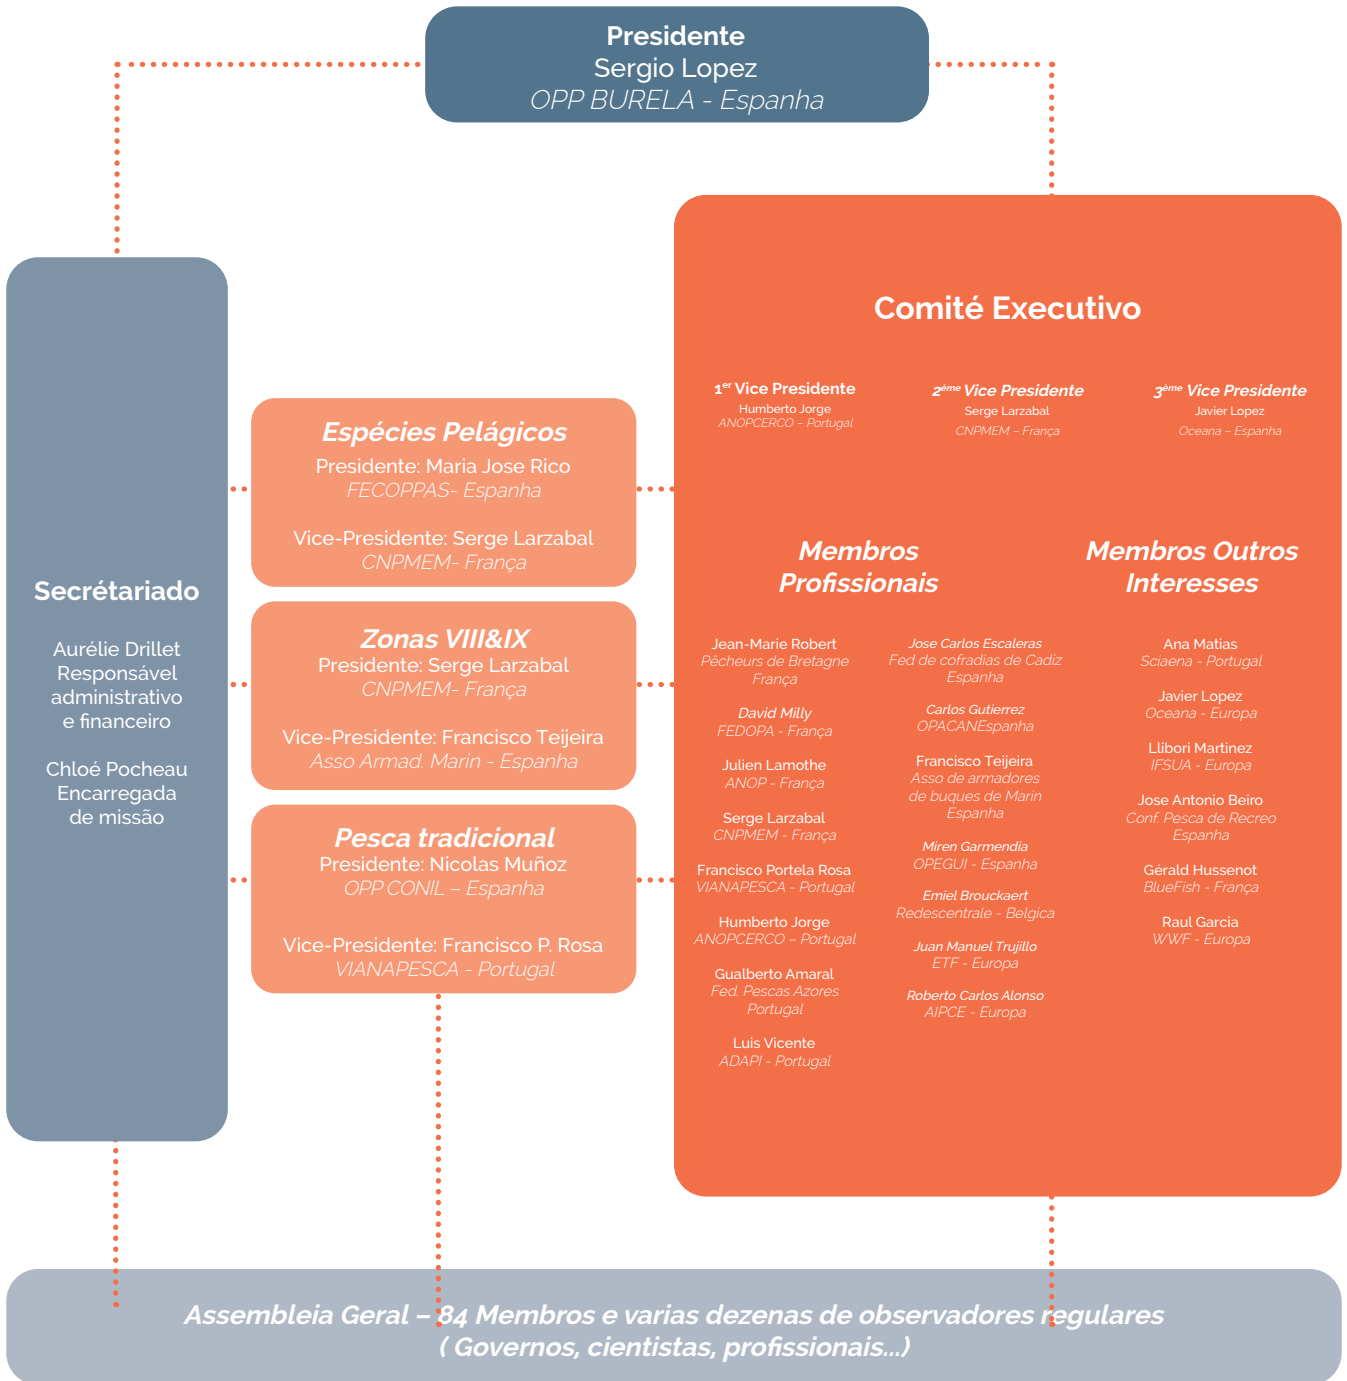 Presidente
Sergio Lopez
OPP BURELA - Espanha
Secrétariado
Aurélie Drillet
Responsável
administrativo
e financeiro
Chloé Pocheau
Encarregada
de missão
Espécies Pelágicos
Presidente: Maria Jose Rico
FECOPPAS- Espanha
Vice-Presidente: Serge Larzabal
CNPMEM- França
Zonas VIII&IX
Presidente: Serge Larzabal
CNPMEM- França
Vice-Presidente: Francisco Teijeira
Asso Armad. Marin - Espanha
Pesca tradicional
Presidente: Nicolas Muñoz
OPP CONIL – Espanha
Vice-Presidente: Francisco P. Rosa
VIANAPESCA - Portugal
Comité Executivo
1er Vice Presidente
Humberto Jorge
ANOPCERCO – Portugal
2ème Vice Presidente
Serge Larzabal
CNPMEM – França
3ème Vice Presidente
Javier Lopez
Oceana – Espanha
Membros
Profissionais
Jean-Marie Robert
Pêcheurs de Bretagne
França
David Milly
FEDOPA - França
Julien Lamothe
ANOP - França
Serge Larzabal
CNPMEM - França
Francisco Portela Rosa
VIANAPESCA - Portugal
Humberto Jorge
ANOPCERCO – Portugal
Gualberto Amaral
Fed. Pescas Azores
Portugal
Luis Vicente
ADAPI - Portugal
Jose Carlos Escaleras
Fed de cofradias de Cadiz
Espanha
Carlos Gutierrez
OPACANEspanha
Francisco Teijeira
Asso de armadores
de buques de Marin
Espanha
Miren Garmendia
OPEGUI - Espanha
Emiel Brouckaert
Redescentrale - Belgica
Juan Manuel Trujillo
ETF - Europa
Roberto Carlos Alonso
AIPCE - Europa
Membros Outros
Interesses
Ana Matias
Sciaena - Portugal
Javier Lopez
Oceana - Europa
Llibori Martinez
IFSUA - Europa
Jose Antonio Beiro
Conf. Pesca de Recreo
Espanha
Gérald Hussenot
BlueFish - França
Raul Garcia
WWF - Europa
Assembleia Geral – 84 Membros e varias dezenas de observadores regulares
( Governos, cientistas, profissionais...)